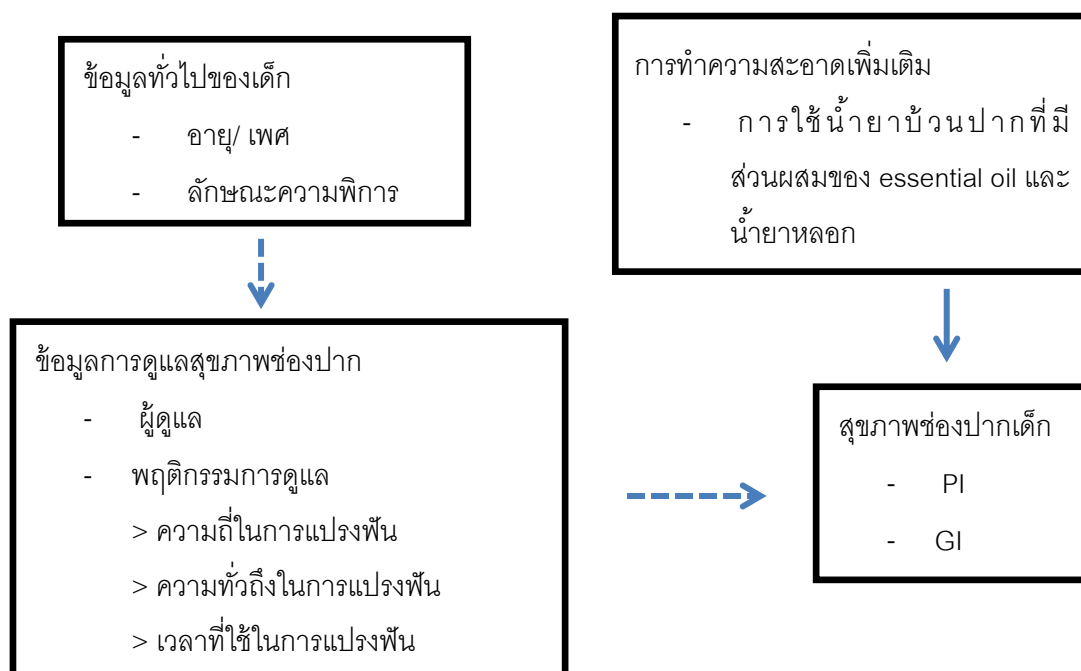 ข้อมูลทั่วไปของเด็ก
- อายุ/ เพศ
- ลักษณะความพิการ
การทำความสะอาดเพิ่มเติม
- การใช้น้ำยาบ้วนปากที่มี
ส่วนผสมของ essential oil และ
น้ำยาหลอก
ข้อมูลการดูแลสุขภาพช่องปาก
- ผู้ดูแล
- พฤติกรรมการดูแล
> ความถี่ในการแปรงฟัน
> ความทั่วถึงในการแปรงฟัน
> เวลาที่ใช้ในการแปรงฟัน
สุขภาพช่องปากเด็ก
- PI
- GI